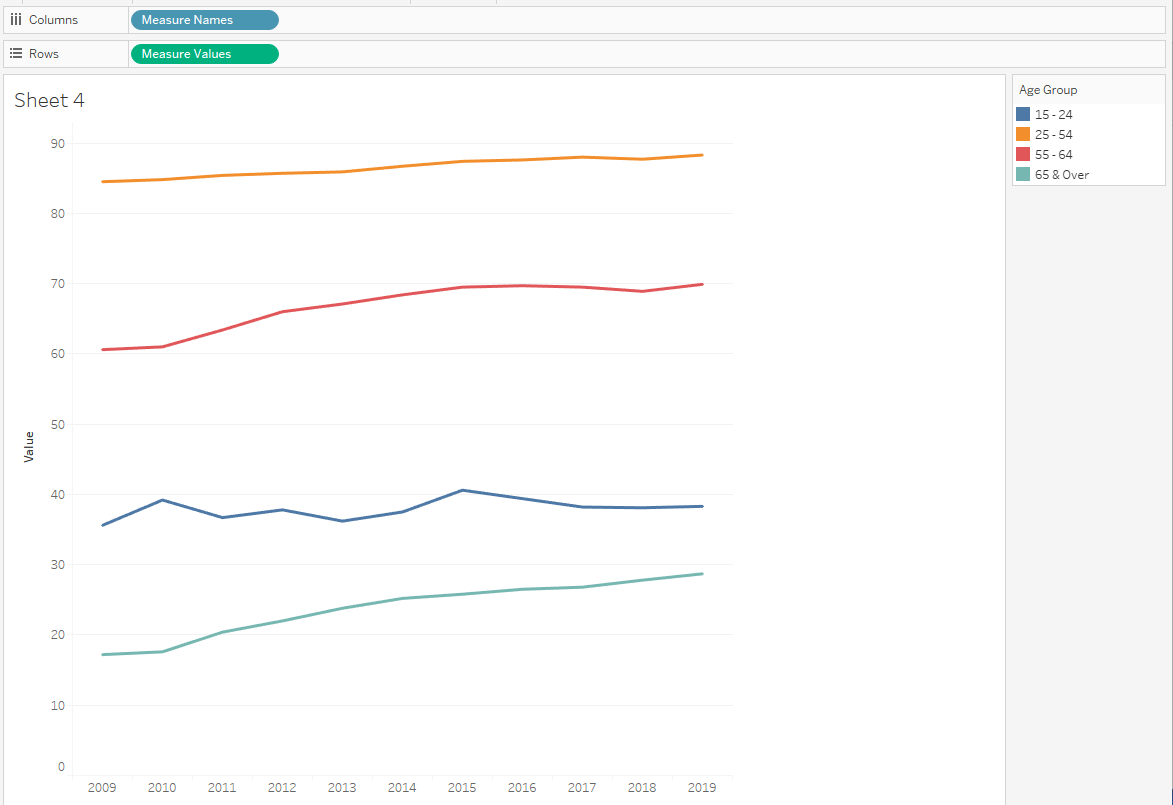 Columns
Measure Names
Rows
Measure Values
Sheet 4
Age Group
15 - 24
25 - 54
55 - 64
65 & Over
90
80
70
60
50
40
30
20
10
0
Value
2009 2010 2011 2012 2013 2014 2015 2016 2017 2018 2019